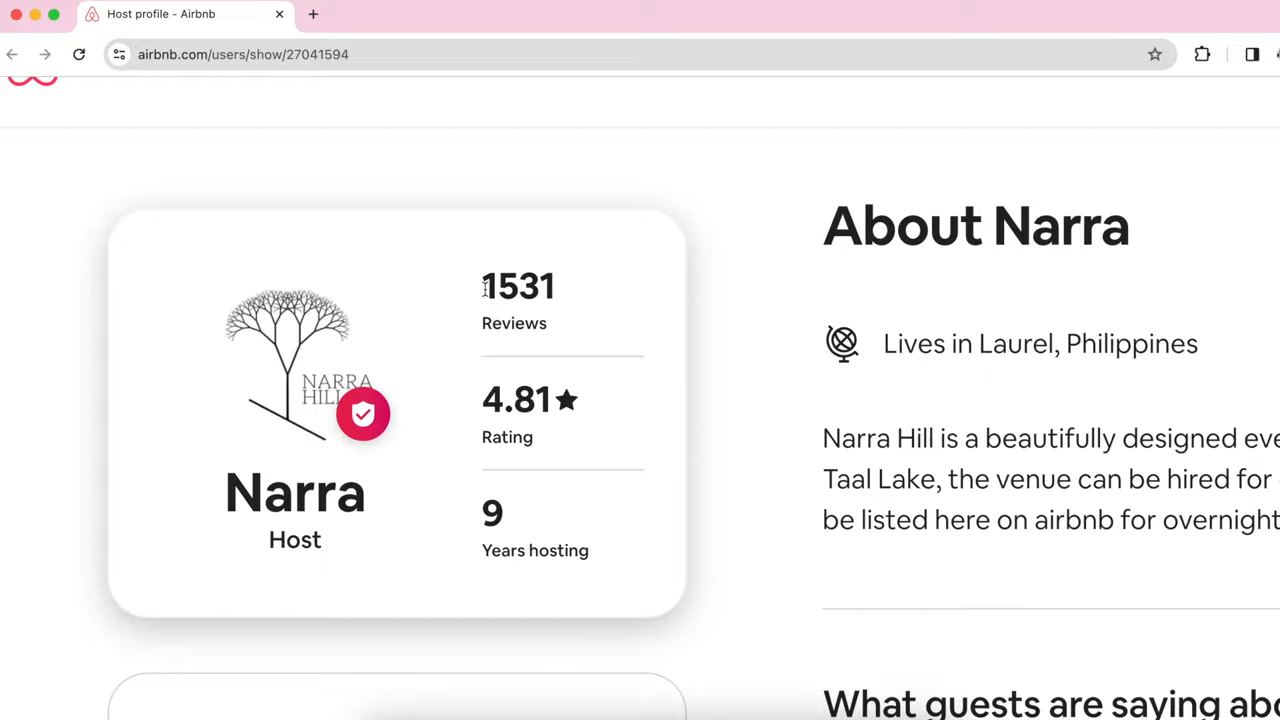 Host profile - Airbnb
airbnb.com/users/show/27041594
1531
Reviews
4.81★
Rating
9
Years hosting
NARRA
HILL
Narra
Host
About Narra
Lives in Laurel, Philippines
Narra Hill is a beautifully designed eve
Taal Lake, the venue can be hired for
be listed here on airbnb for overnight
What guests are saying abo